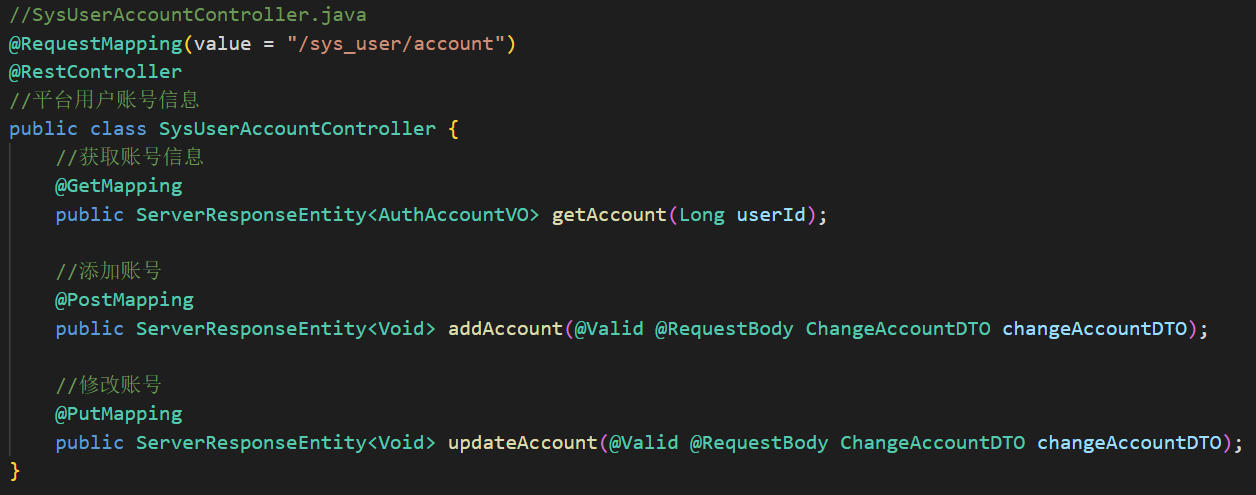 //SysUserAccountController.java
@RequestMapping(value = "/sys_user/account")
@RestController
//平台用户账号信息
public class SysUserAccountController {
    //获取账号信息
    @GetMapping
    public ServerResponseEntity<AuthAccountVO> getAccount(Long userId);

    //添加账号
    @PostMapping
    public ServerResponseEntity<Void> addAccount(@Valid @RequestBody ChangeAccountDTO changeAccountDTO);

    //修改账号
    @PutMapping
    public ServerResponseEntity<Void> updateAccount(@Valid @RequestBody ChangeAccountDTO changeAccountDTO);
}